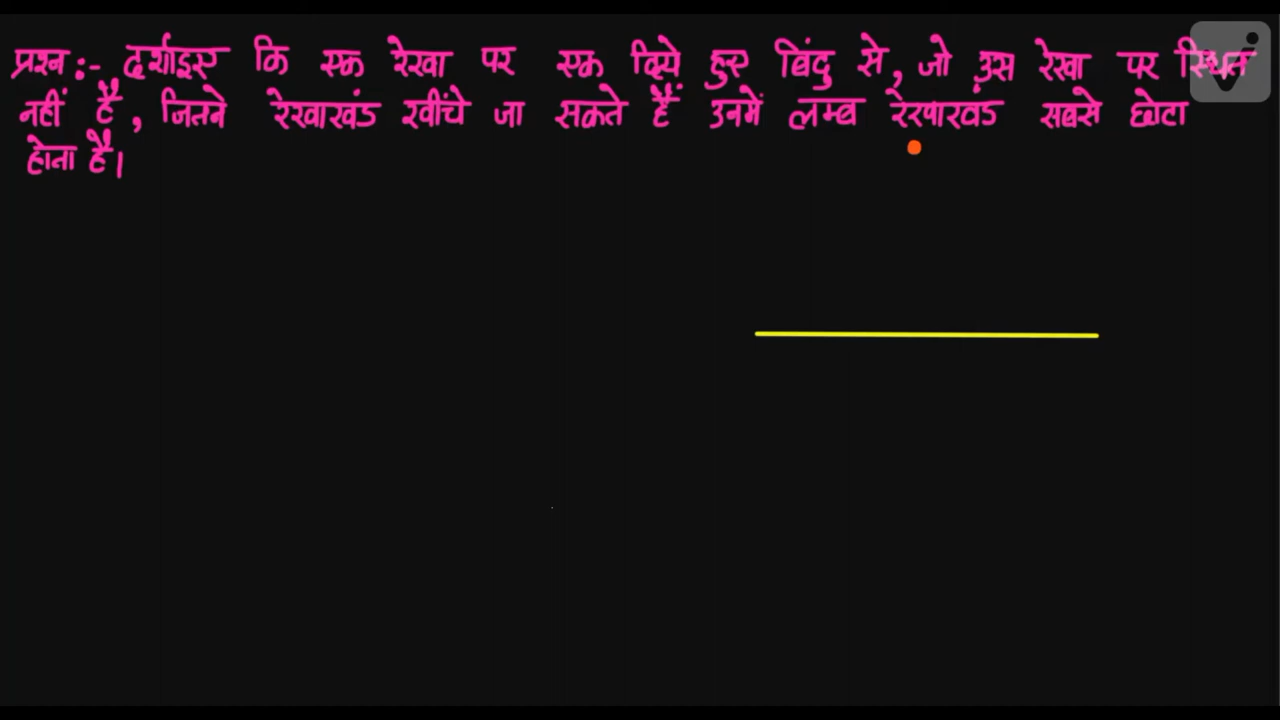 प्रश्न :- दर्शाइए कि एक रेखा पर एक दिये हुए बिंदु से, जो उस रेखा पर स्थित
नहीं है, जितने रेखाखंड खींचे जा सकते हैं उनमें लम्ब रेखाखंड सबसे छोटा
होता है।